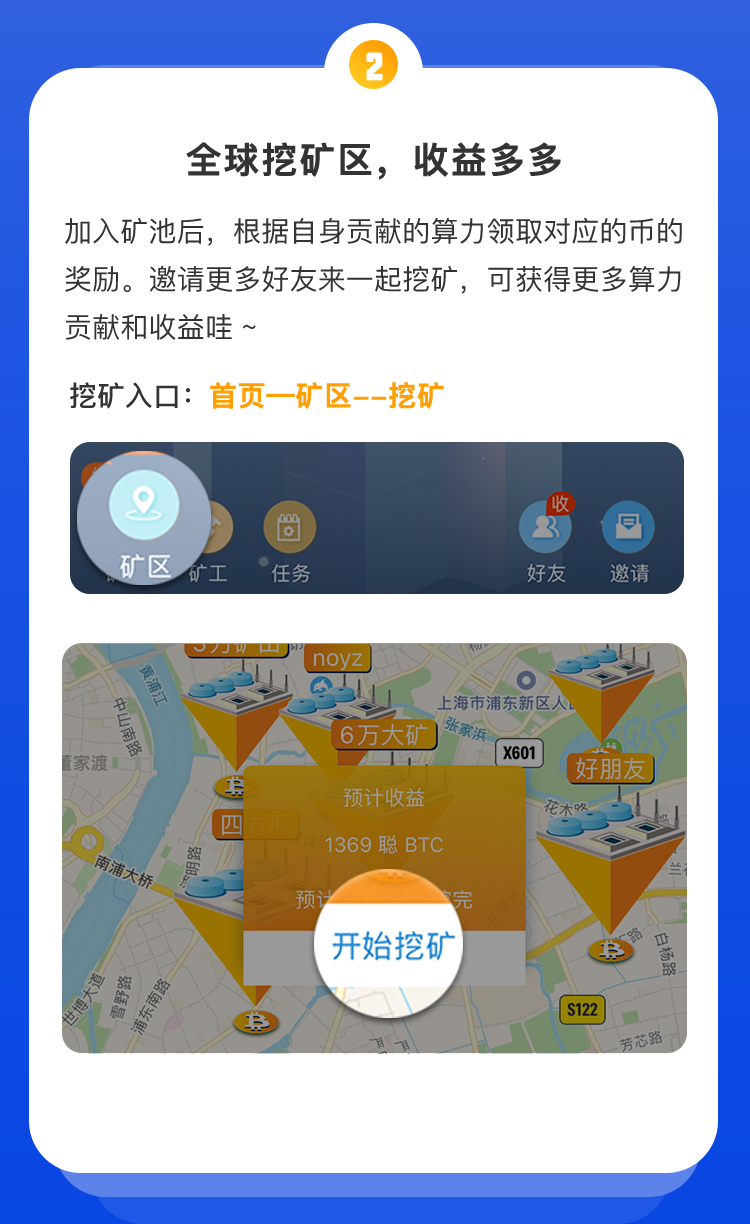 2
全球挖矿区，收益多多
加入矿池后，根据自身贡献的算力领取对应的币的
奖励。邀请更多好友来一起挖矿，可获得更多算力
贡献和收益哇 ~
挖矿入口：首页—矿区--挖矿
收
矿区
矿工
任务
好友
邀请
3万矿山
noyz
黄浦江
中山南路
上海市浦东新区人
张家浜
6万大矿
X601
董家渡
好朋友
预计收益
花木路
四方形
1369 聪 BTC
南浦大桥
预计
完
开始挖矿
汇路
白杨路
世博大道
雪野路
浦东南路
S122
芳芯路